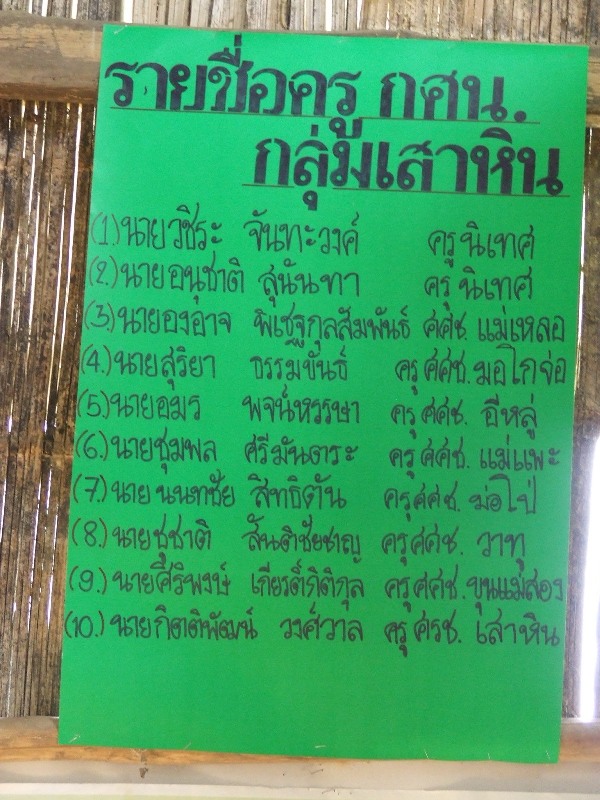 รายชื่อครู กศน.
กลุ่มเสาหิน
(1.) นายวชิระ จันทะวงค์ ครู นิเทศ
(2.) นายอนุชาติ สุนันทา ครุ นิเทศ
(3.) นายองอาจ พิเชฐกุลสัมพันธ์ ศศช. แม่เหลอ
(4.) นายสุริยา ธรรมขันธ์ ครุ ศศช. มอโกจ่อ
(5.) นายอมร พจน์หรรษา ครุ ศศช. อีหลู่
(6.) นายชุมพล ศรีมันตาระ ครุ ศศช. แม่แพะ
(7.) นาย นนทชัย สิทธิตัน ครุศศช. ม่อโป่
(8.) นายชุชาติ สันติชัยชาญ ครุศศช. วาทุ
(9.) นายศิริพงษ์ เกียรติ์กิติกุล ครุศศช. ขุนแม่สอง
(10.) นายกิตติพัฒน์ วงศ์วาล ครุ ศรช. เสาหิน